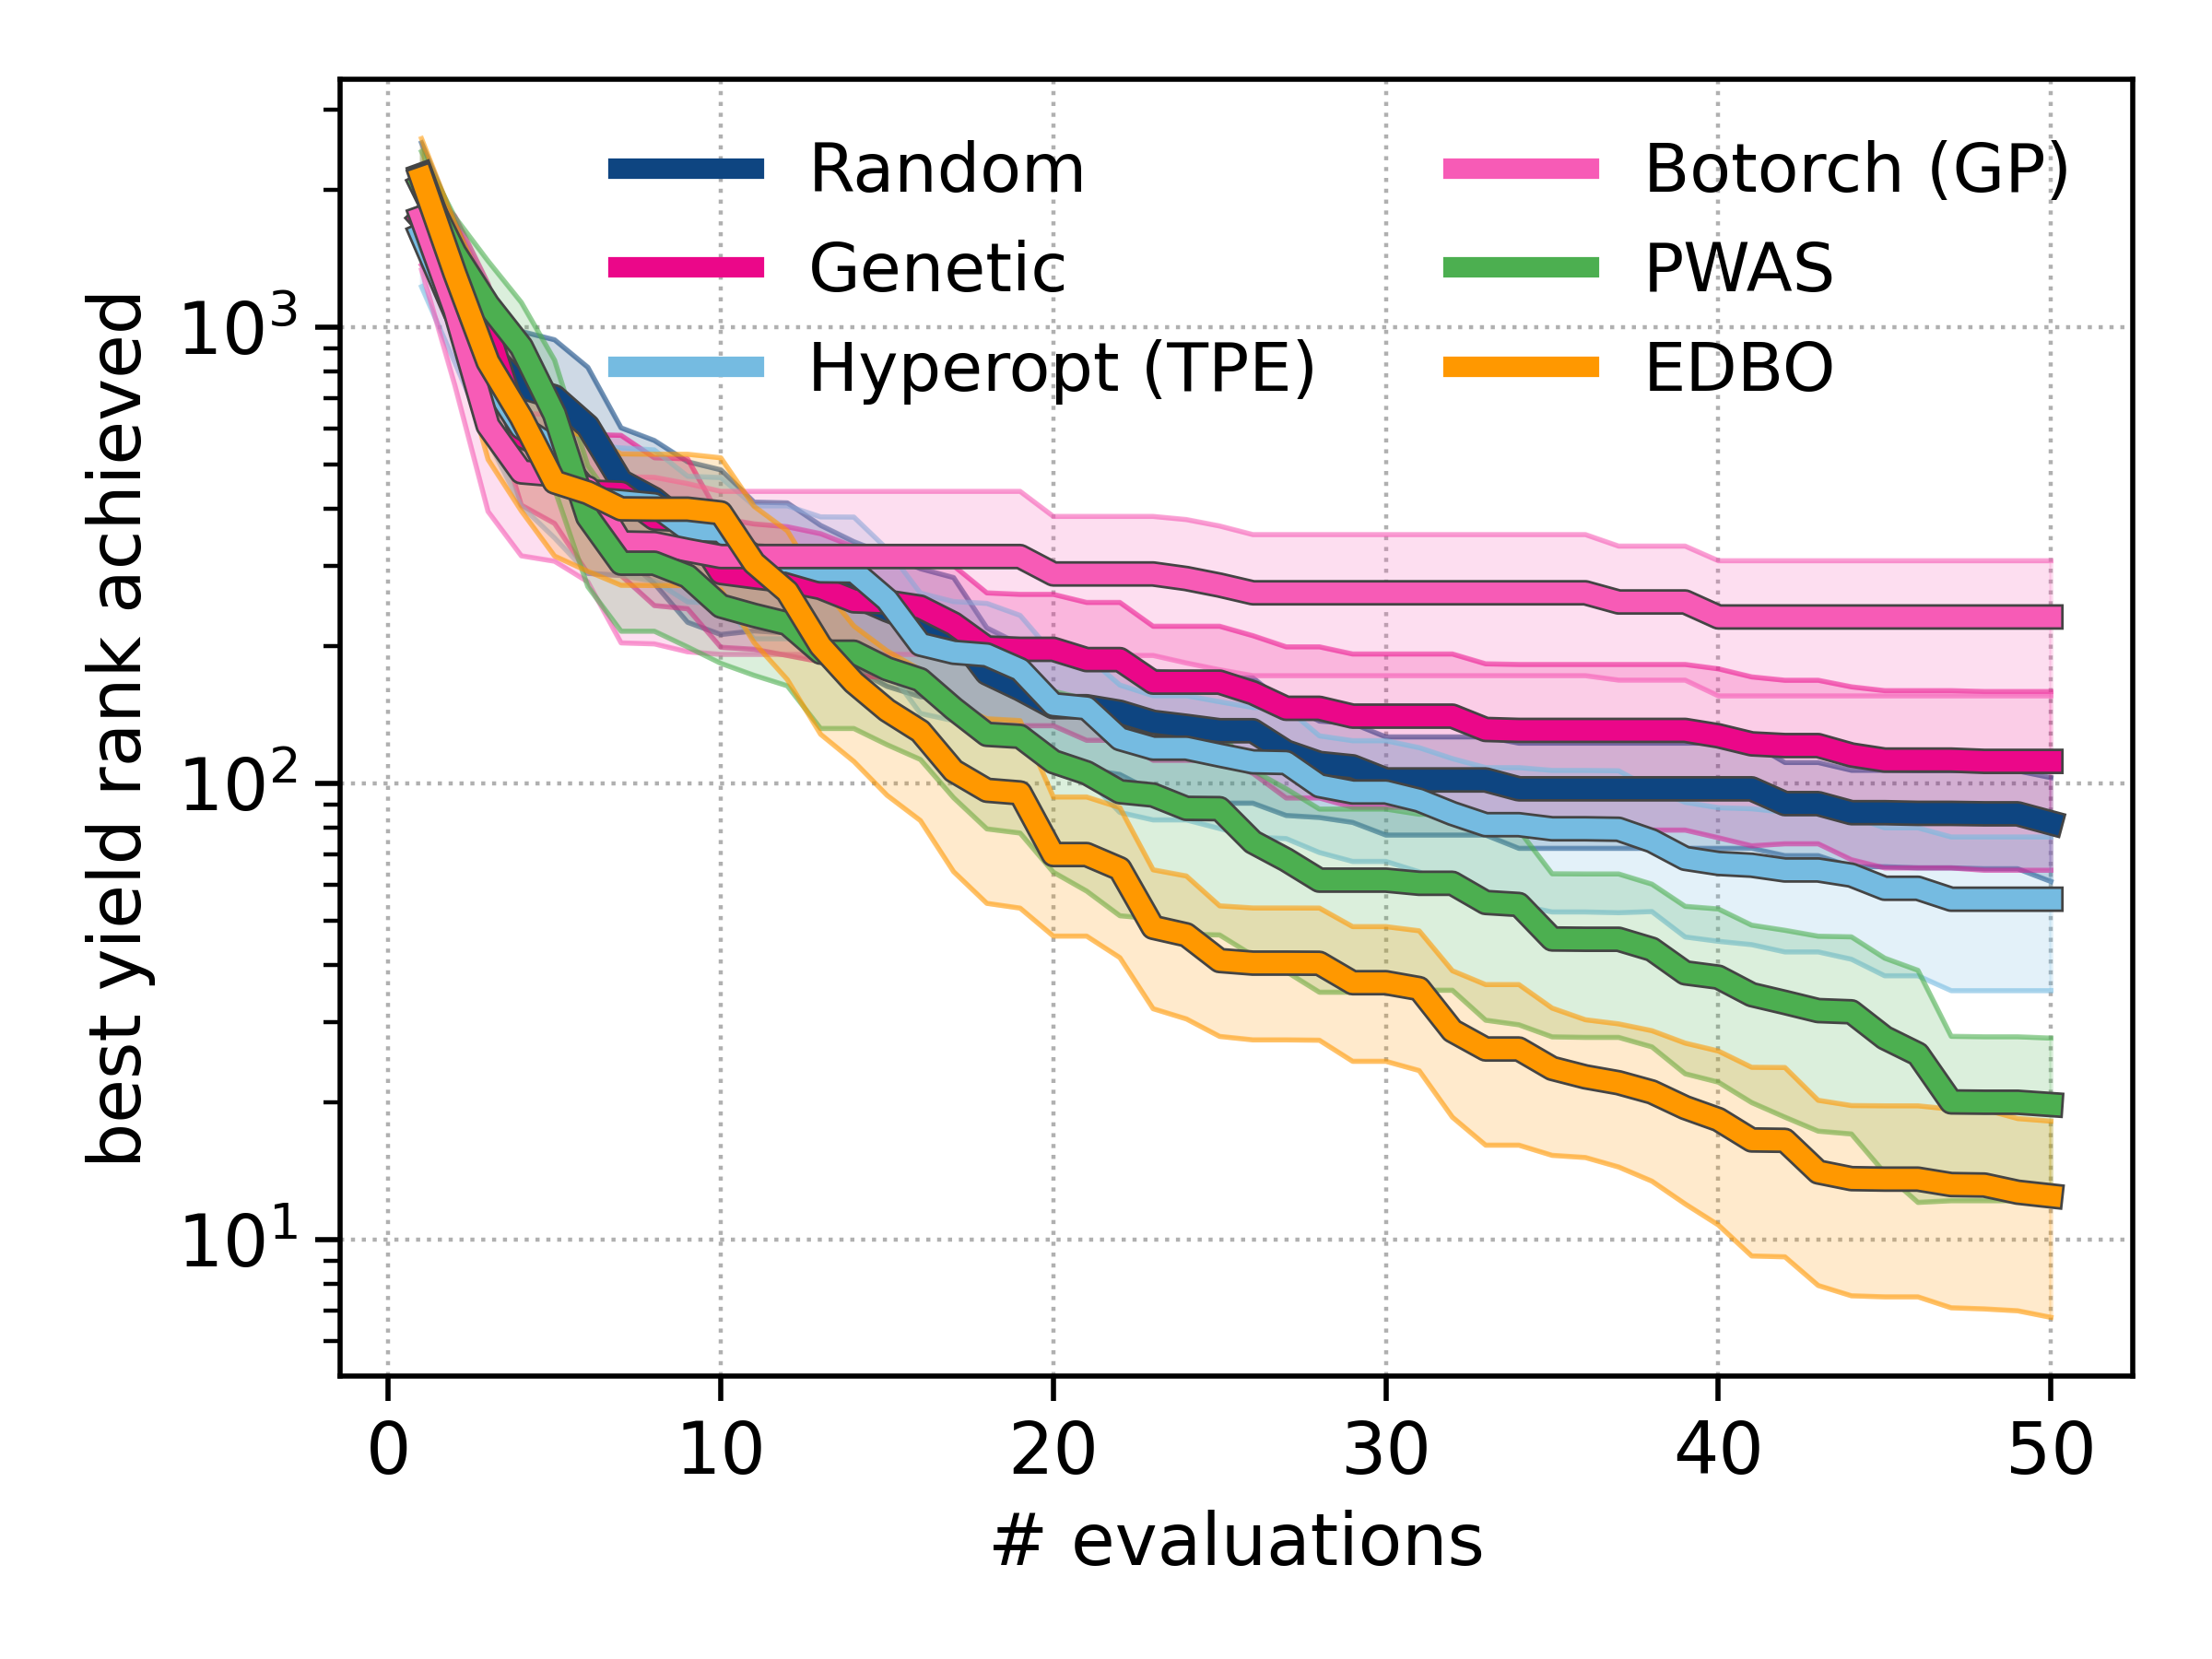 Random
Genetic
Hyperopt (TPE)
Botorch (GP)
PWAS
EDBO
best yield rank achieved
10³
10²
10¹
0 10 20 30 40 50
# evaluations